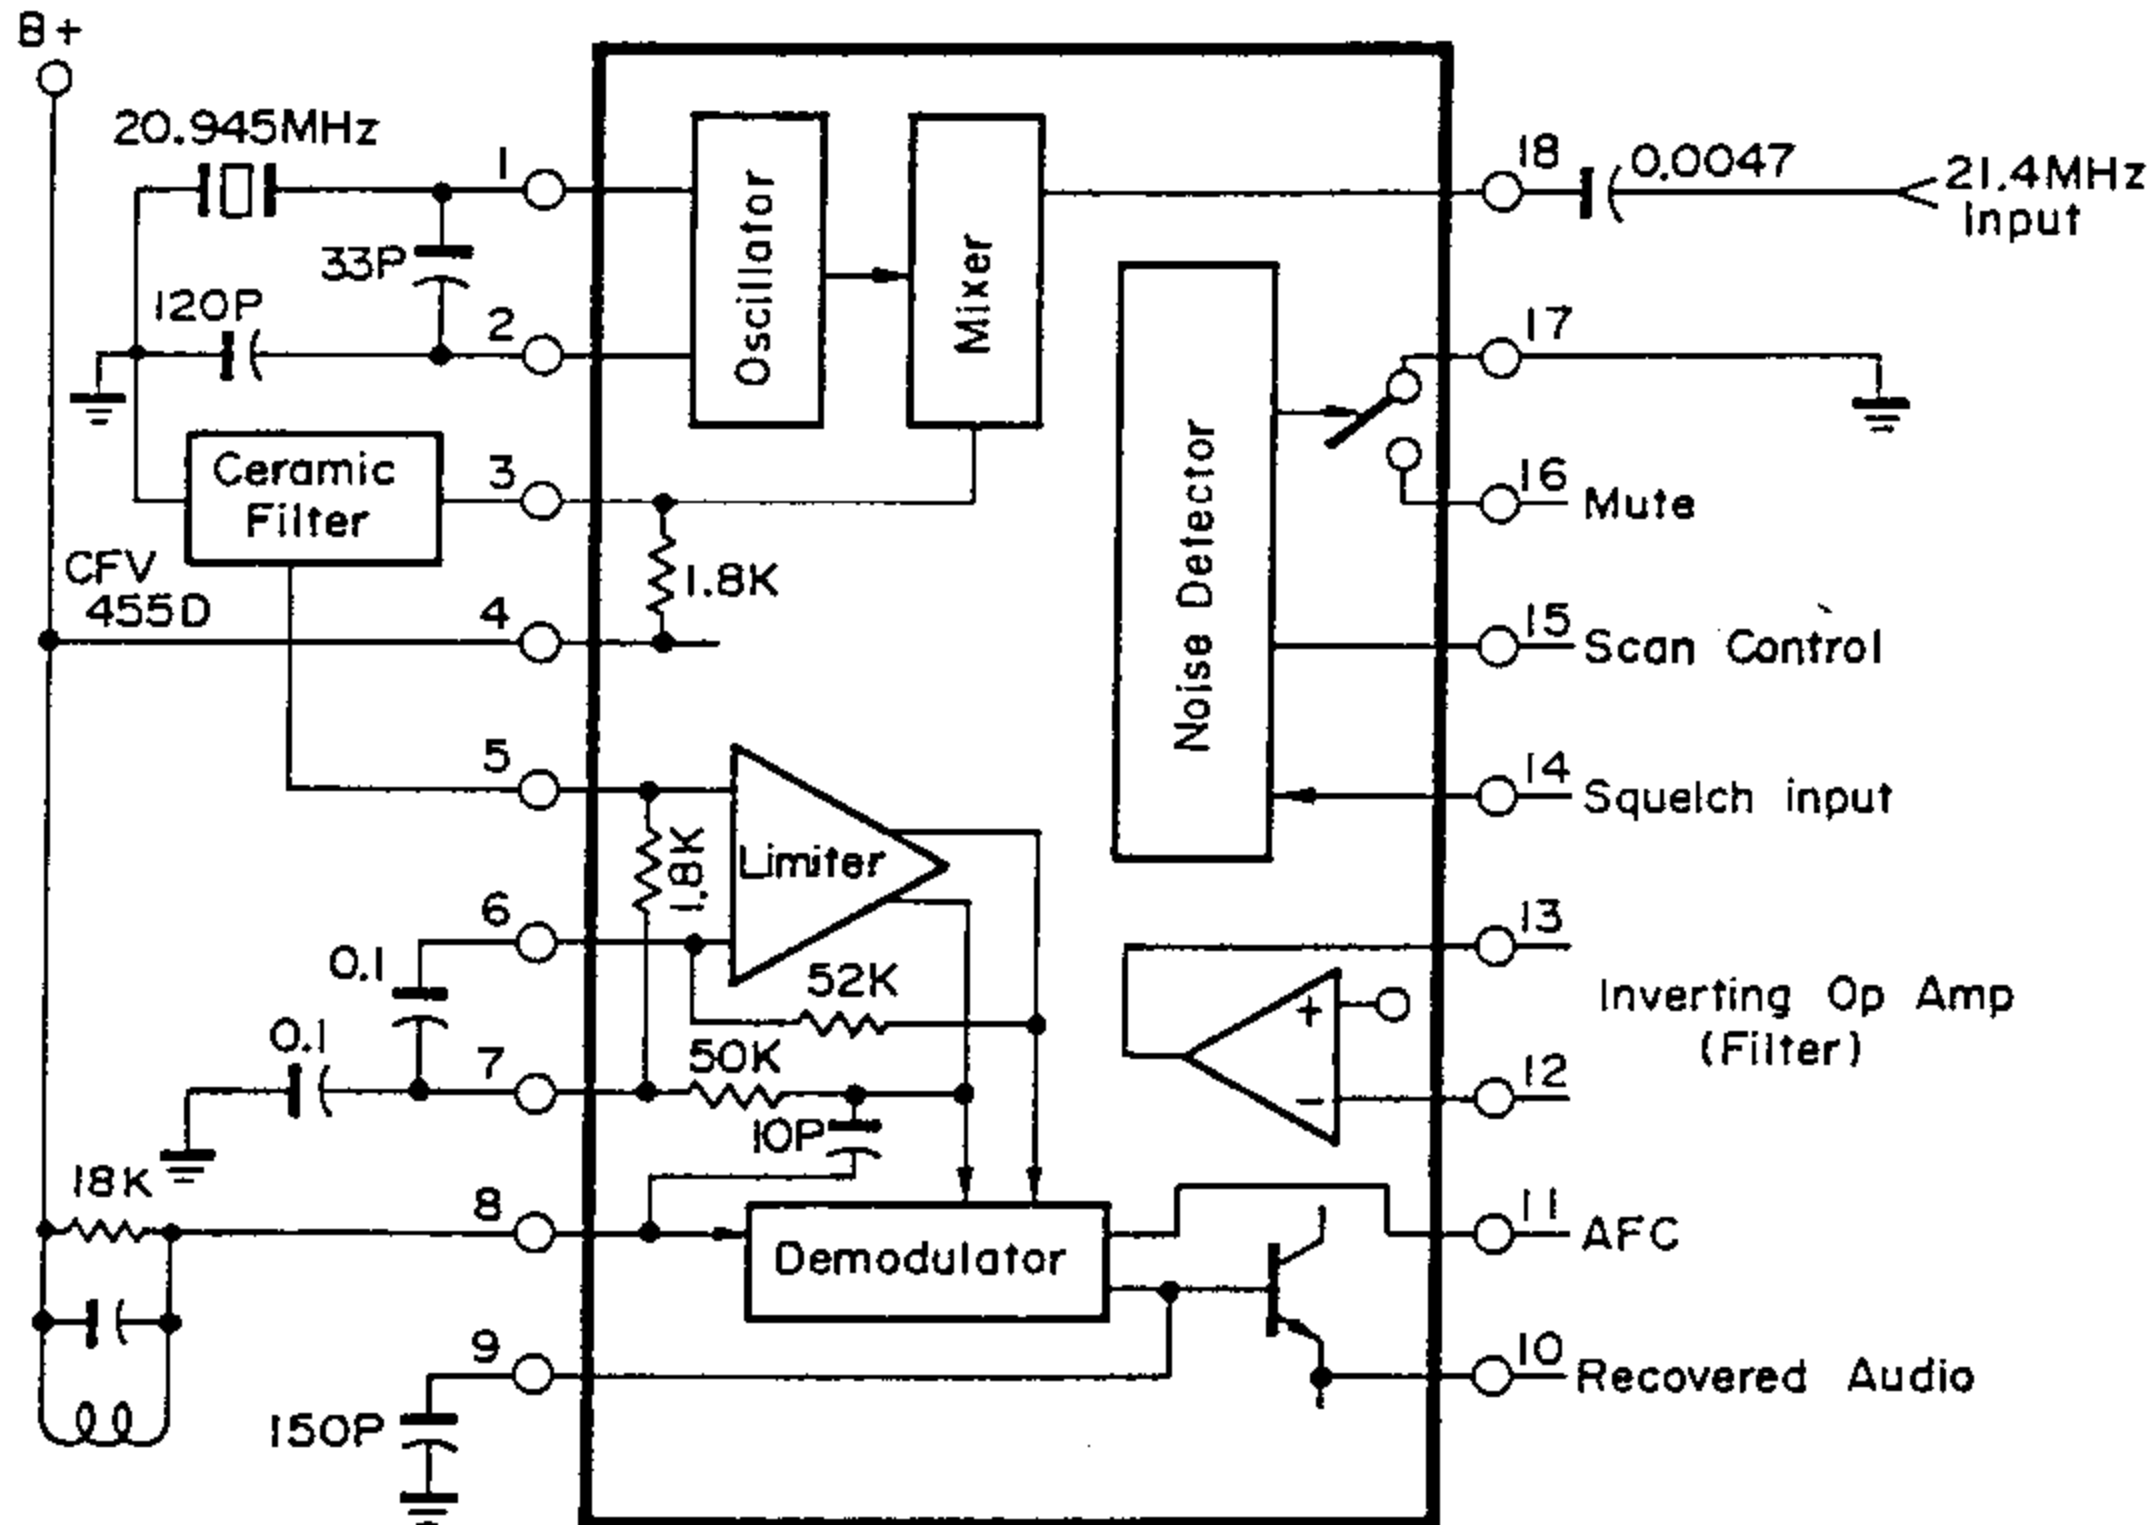 B+
20.945MHz
1
33P
120P
2
Ceramic
Filter
3
CFV
455D
4
1.8K
Oscillator
Mixer
18
0.0047
21.4MHz
input
17
16
Mute
Noise Detector
15
Scan Control
14
Squelch input
5
Limiter
1.8K
6
0.1
0.1
7
52K
50K
10P
13
Inverting Op Amp
(Filter)
12
+
-
18K
8
Demodulator
11
AFC
9
150P
10
Recovered Audio